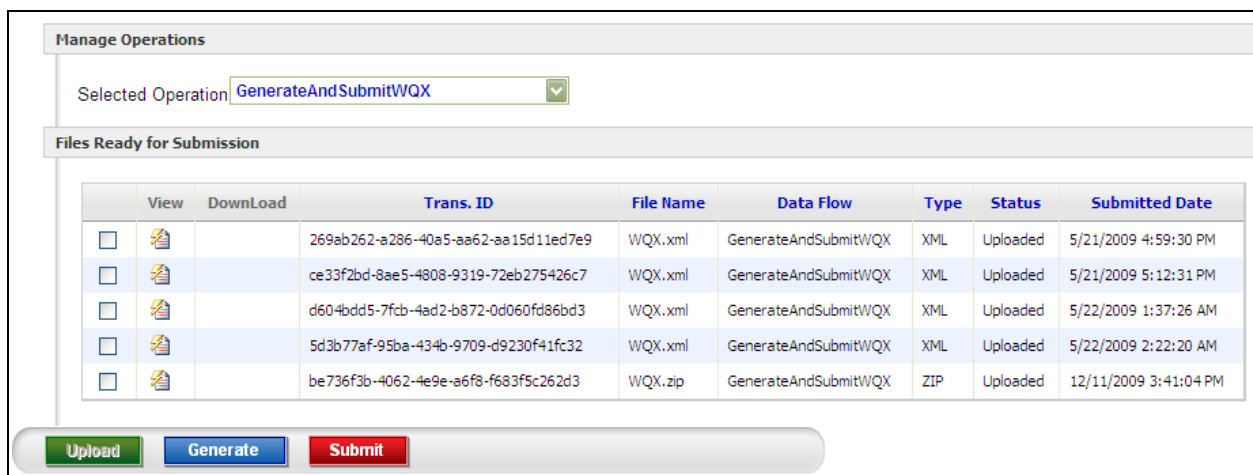 Manage Operations
Selected Operation GenerateAndSubmitWQX
Files Ready for Submission
View DownLoad Trans. ID File Name Data Flow Type Status Submitted Date
269ab262-a286-40a5-aa62-aa15d11ed7e9 WQX.xml GenerateAndSubmitWQX XML Uploaded 5/21/2009 4:59:30 PM
ce33f2bd-8ae5-4808-9319-72eb275426c7 WQX.xml GenerateAndSubmitWQX XML Uploaded 5/21/2009 5:12:31 PM
d604bdd5-7fcb-4ad2-b872-0d060fd86bd3 WQX.xml GenerateAndSubmitWQX XML Uploaded 5/22/2009 1:37:26 AM
5d3b77af-95ba-434b-9709-d9230f41fc32 WQX.xml GenerateAndSubmitWQX XML Uploaded 5/22/2009 2:22:20 AM
be736f3b-4062-4e9e-a6f8-f683f5c262d3 WQX.zip GenerateAndSubmitWQX ZIP Uploaded 12/11/2009 3:41:04 PM
Upload Generate Submit